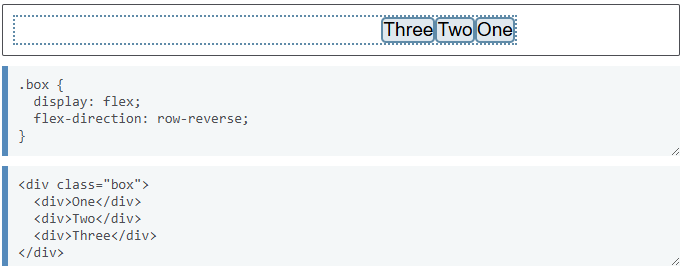 Three Two One
.box {
  display: flex;
  flex-direction: row-reverse;
}
<div class="box">
  <div>One</div>
  <div>Two</div>
  <div>Three</div>
</div>